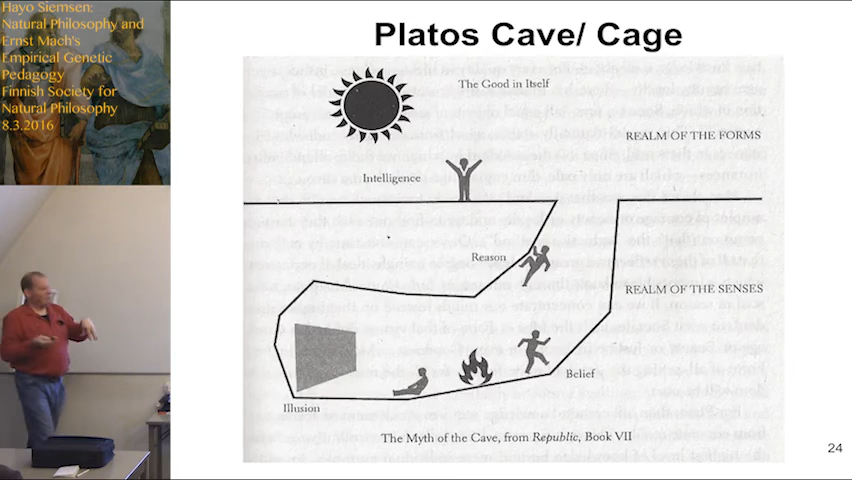 Hayo Siemsen:
Natural Philosophy and
Ernst Mach's
Empirical Genetic
Pedagogy
Finnish Society for
Natural Philosophy
8.3.2016
Platos Cave/ Cage
The Good in Itself
REALM OF THE FORMS
Intelligence
Reason
REALM OF THE SENSES
Belief
Illusion
The Myth of the Cave, from Republic, Book VII
24